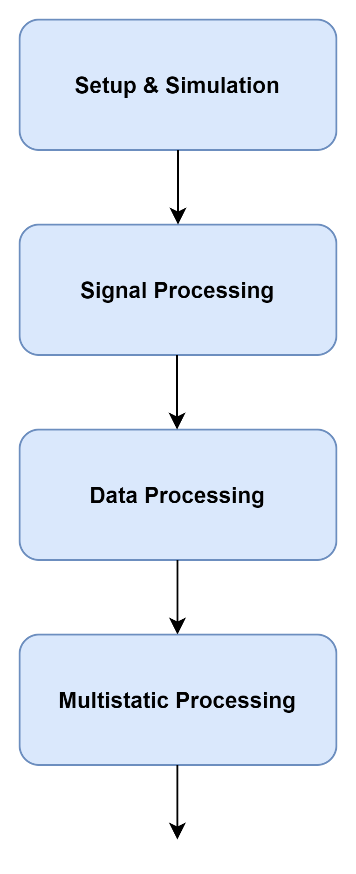 Setup & Simulation
Signal Processing
Data Processing
Multistatic Processing